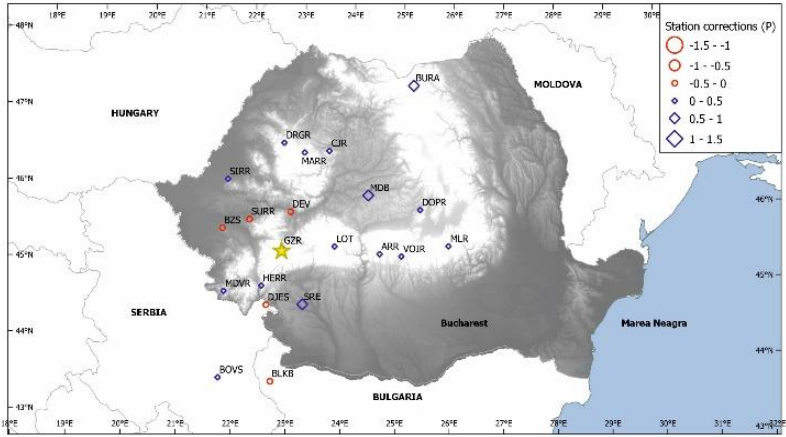 18°E 19°E 20°E 21°E 22°E 23°E 24°E 25°E 26°E 27°E 28°E 29°E 30°E
48°N
47°N
46°N
45°N
44°N
43°N
Station corrections (P)
-1.5 - -1
-1 - -0.5
-0.5 - 0
0 - 0.5
0.5 - 1
1 - 1.5
BURA
MOLDOVA
HUNGARY
DRGR
CJR
MARR
SIRR
MDB
DOPR
DEV
SURR
BZS
GZR
LOT
ARR
VOIR
MLR
HERR
MDVR
DJES
SRE
SERBIA
Bucharest
Marea Neagra
BOVS
BLKB
BULGARIA
46°N
45°N
44°N
43°N
18°E 19°E 20°E 21°E 22°E 23°E 24°E 25°E 26°E 27°E 28°E 29°E 30°E 31°E 32°E